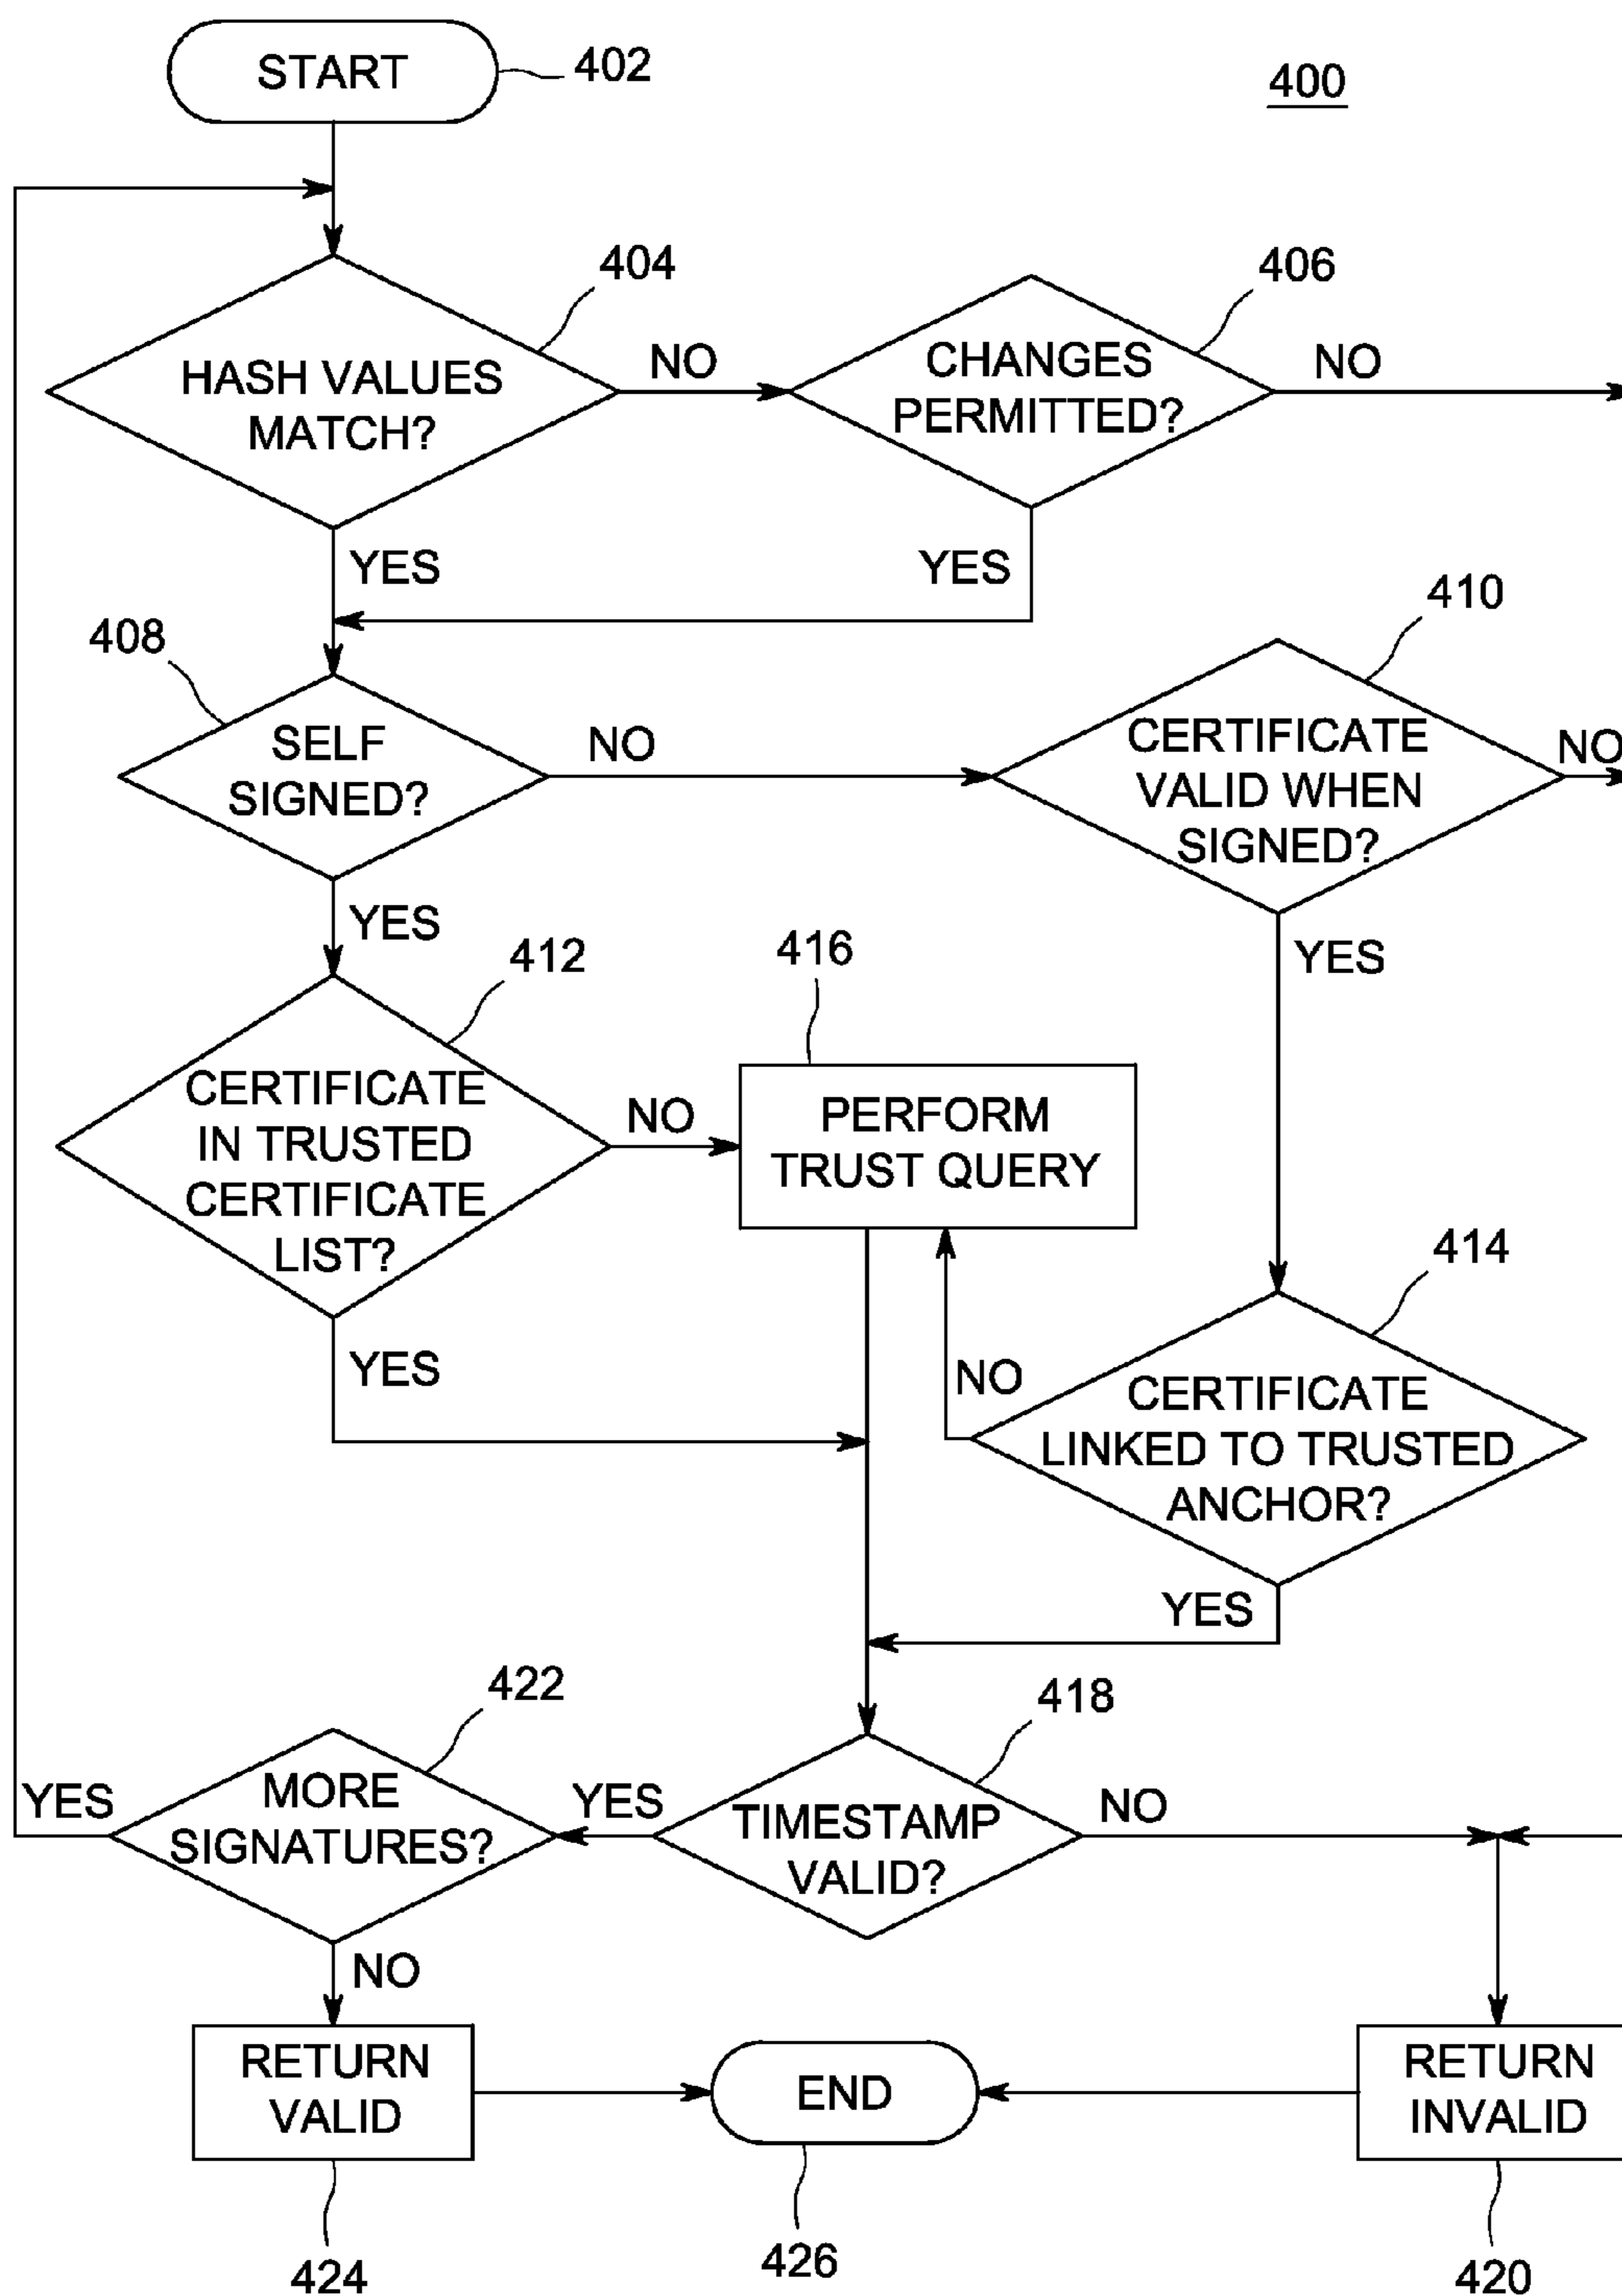 START
402
400
404
406
HASH VALUES
MATCH?
NO
CHANGES
PERMITTED?
NO
YES
YES
408
410
SELF
SIGNED?
NO
CERTIFICATE
VALID WHEN
SIGNED?
NO
YES
412
416
YES
CERTIFICATE
IN TRUSTED
CERTIFICATE
LIST?
NO
PERFORM
TRUST QUERY
414
YES
NO
CERTIFICATE
LINKED TO TRUSTED
ANCHOR?
YES
422
418
YES
MORE
SIGNATURES?
YES
TIMESTAMP
VALID?
NO
NO
RETURN
VALID
END
RETURN
INVALID
424
426
420